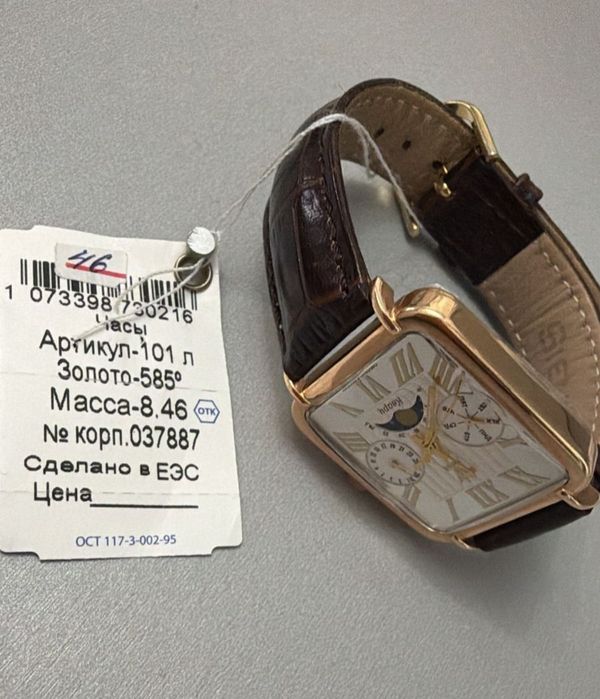 46
1 073398 730216
Часы
Артикул-101 л
Золото-585°
Масса-8.46 ОТК
№ корп.037887
Сделано в ЕЭС
Цена
ОСТ 117-3-002-95